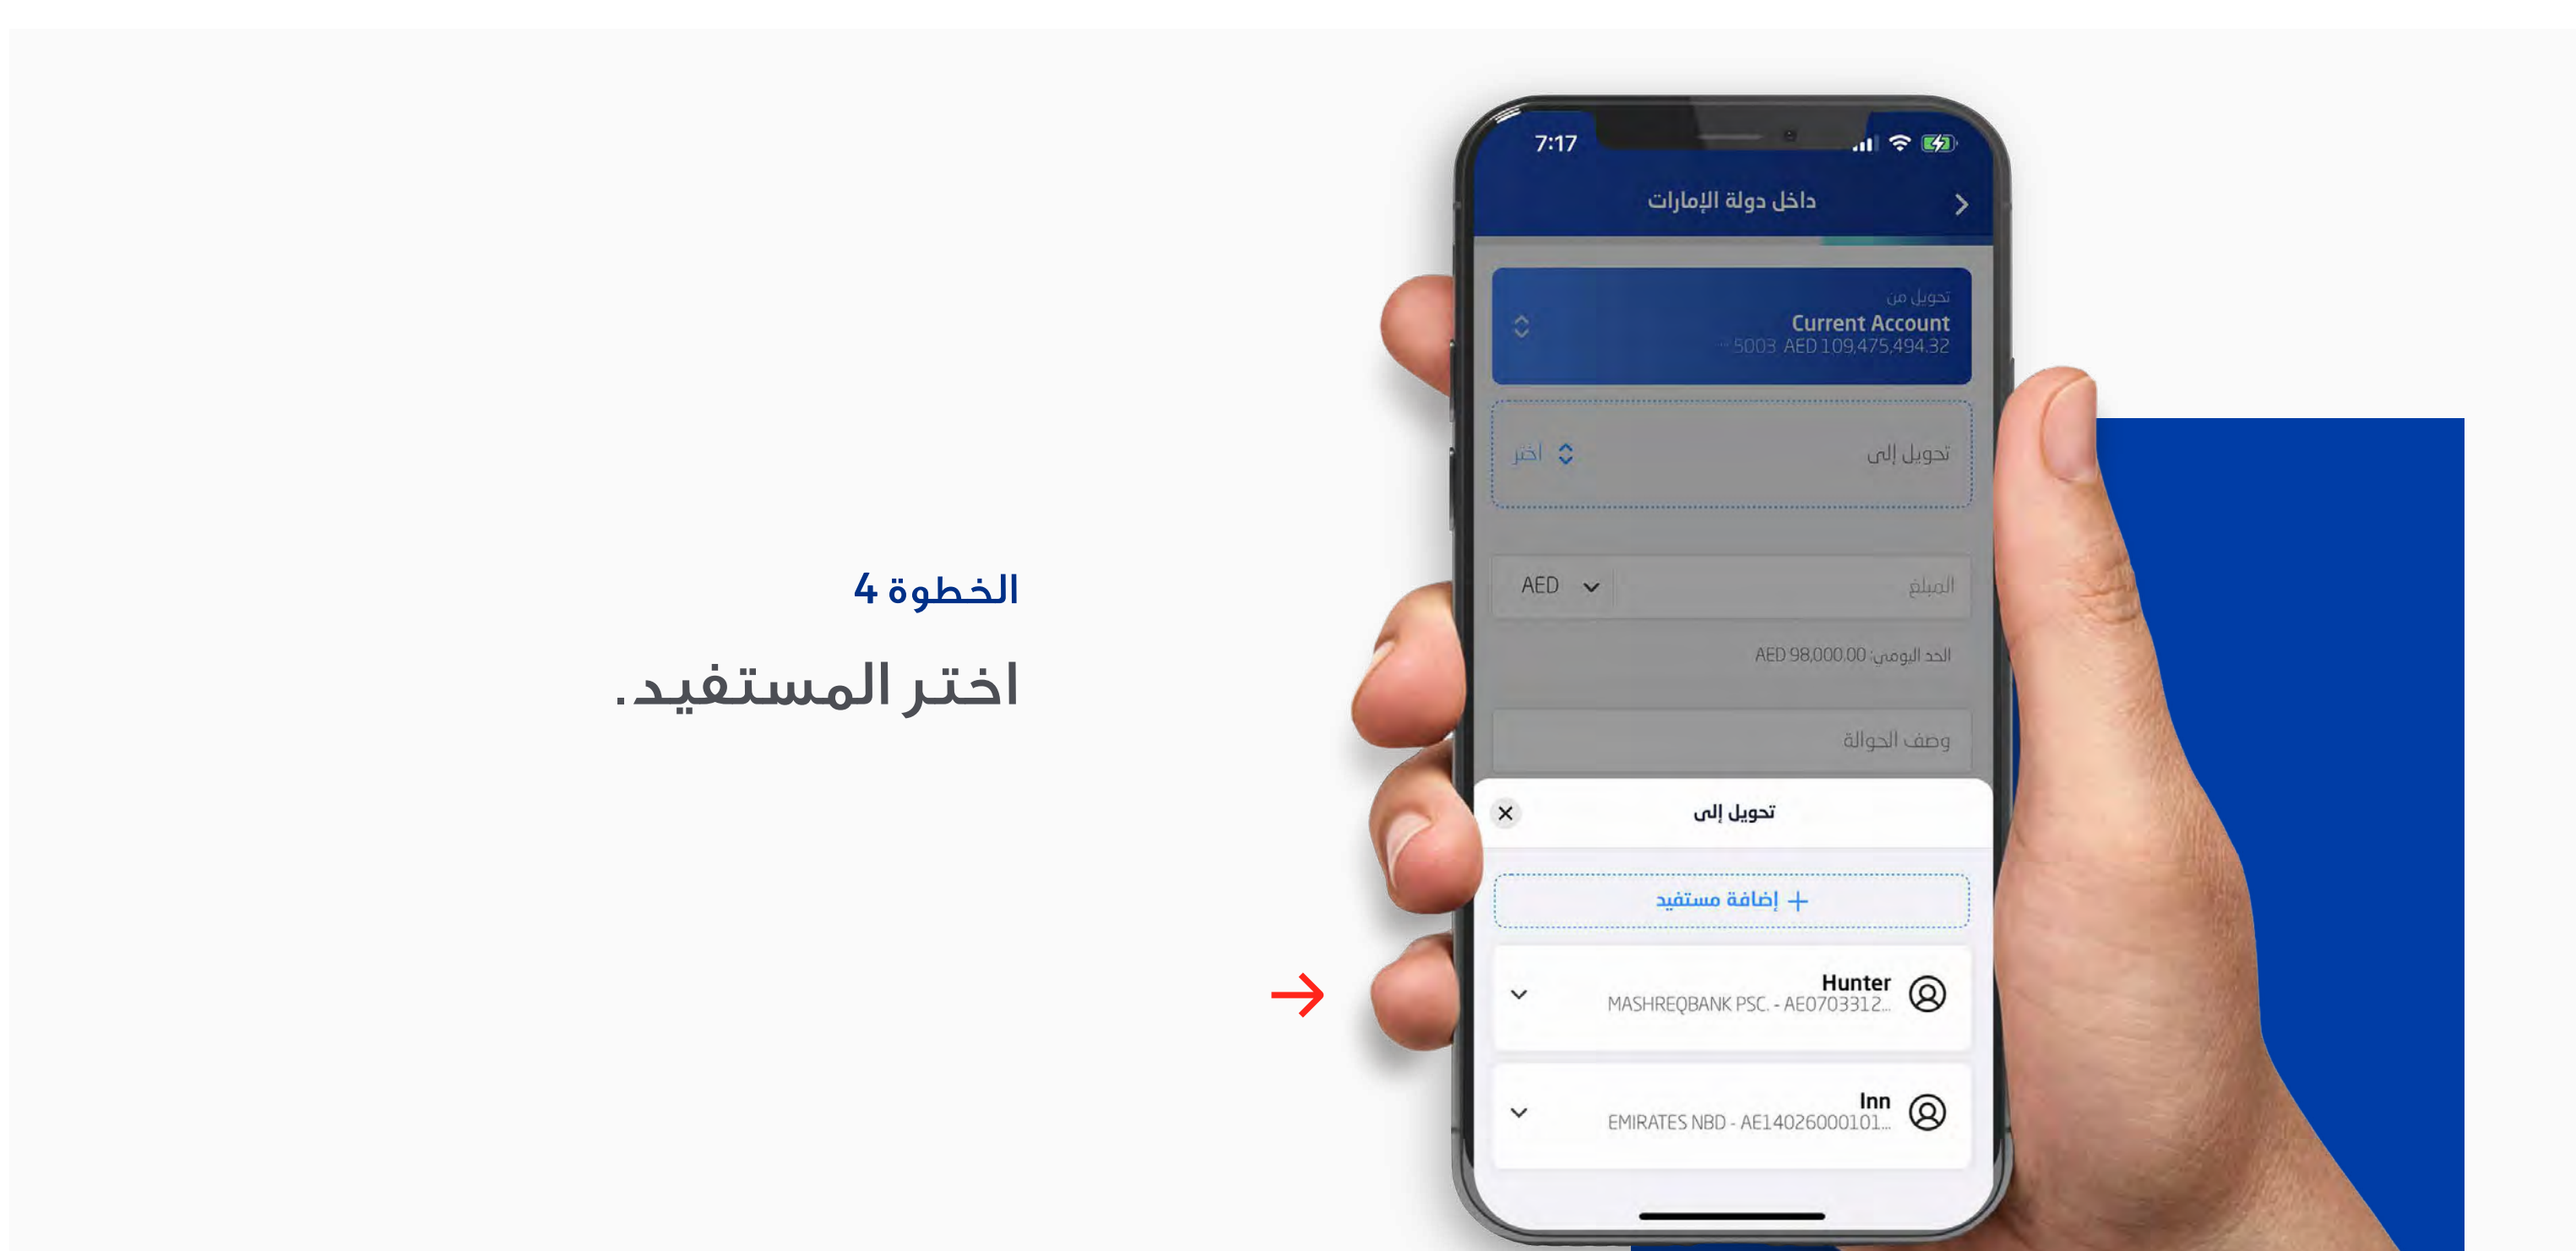 الخطوة 4
اختر المستفيد.
7:17
داخل دولة الإمارات
تحويل من
Current Account
5003 AED 109,475,494.32
تحويل إلى
اختر
المبلغ
AED
الحد اليومي: AED 98,000.00
وصف الحوالة
تحويل إلى
+ إضافة مستفيد
Hunter
MASHREQBANK PSC. - AE0703312...
Inn
EMIRATES NBD - AE14026000101...